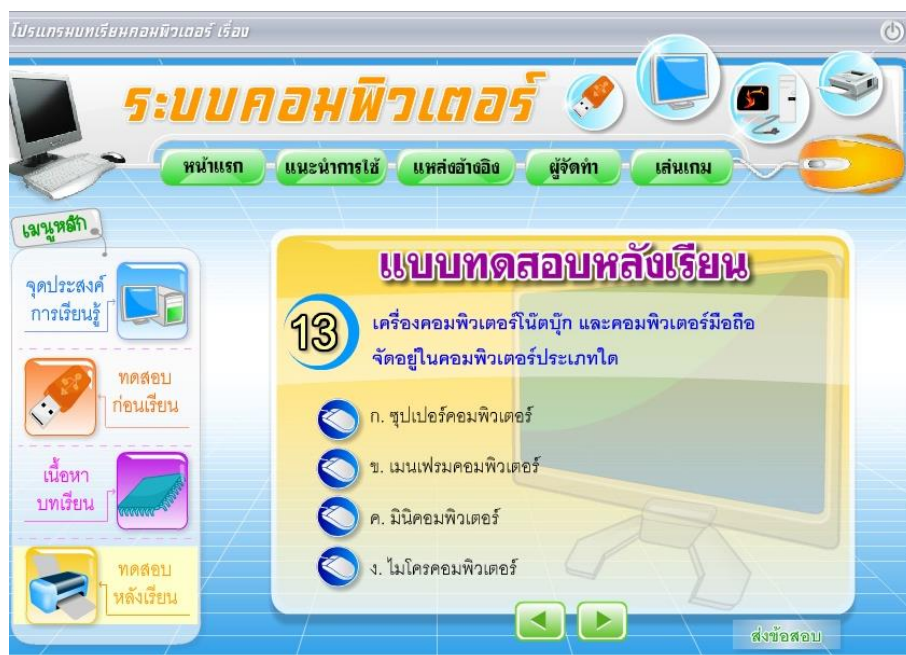 โปรแกรมบทเรียนคอมพิวเตอร์ เรื่อง
ระบบคอมพิวเตอร์
หน้าแรก
แนะนำการใช้
แหล่งอ้างอิง
ผู้จัดทำ
เล่นเกม
เมนูหลัก
จุดประสงค์
การเรียนรู้
ทดสอบ
ก่อนเรียน
เนื้อหา
บทเรียน
ทดสอบ
หลังเรียน
แบบทดสอบหลังเรียน
13
เครื่องคอมพิวเตอร์โน๊ตบุ๊ก และคอมพิวเตอร์มือถือ
จัดอยู่ในคอมพิวเตอร์ประเภทใด
ก. ซุปเปอร์คอมพิวเตอร์
ข. เมนเฟรมคอมพิวเตอร์
ค. มินิคอมพิวเตอร์
ง. ไมโครคอมพิวเตอร์
ส่งข้อสอบ